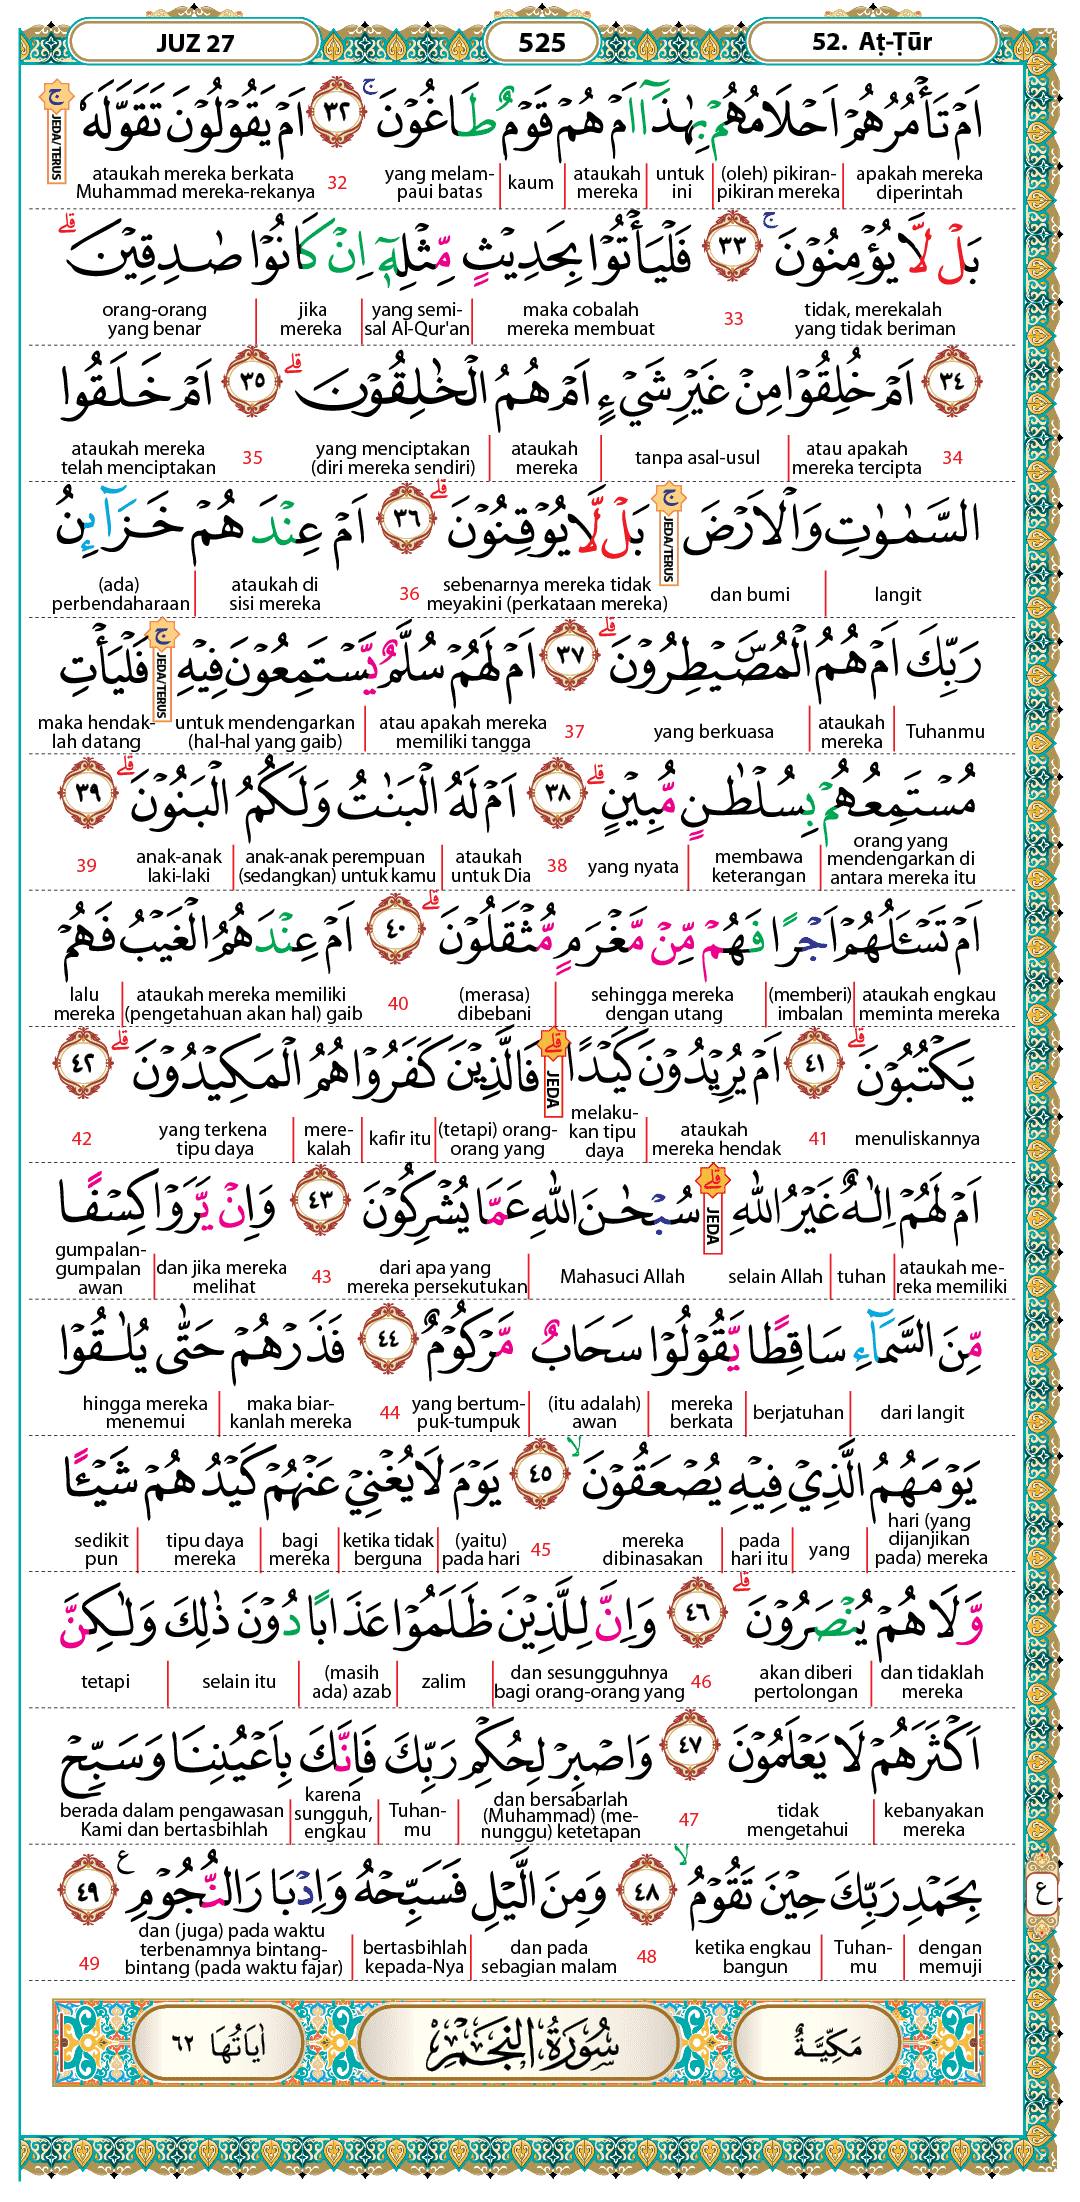 JUZ 27
525
52. Aṭ-Ṭūr
اَمْ تَأْمُرُهُمْ اَحْلَامُهُمْ بِهٰذَآ اَمْ هُمْ قَوْمٌ طَاغُوْنَ ۚ ٣٢ اَمْ يَقُوْلُوْنَ تَقَوَّلَهٗ ۚ
JEDA/TERUS
apakah mereka diperintah | (oleh) pikiran-pikiran mereka | untuk ini | ataukah mereka | kaum | yang melampaui batas 32 ataukah mereka berkata Muhammad mereka-rekanya
بَلْ لَّا يُؤْمِنُوْنَ ۚ ٣٣ فَلْيَأْتُوْا بِحَدِيْثٍ مِّثْلِهٖٓ اِنْ كَانُوْا صٰدِقِيْنَ ۗ
tidak, merekalah yang tidak beriman 33 maka cobalah mereka membuat | yang semisal Al-Qur'an | jika mereka | orang-orang yang benar
٣٤ اَمْ خُلِقُوْا مِنْ غَيْرِ شَيْءٍ اَمْ هُمُ الْخٰلِقُوْنَ ۗ ٣٥ اَمْ خَلَقُوا
34 atau apakah mereka tercipta | tanpa asal-usul | ataukah mereka | yang menciptakan (diri mereka sendiri) 35 ataukah mereka telah menciptakan
السَّمٰوٰتِ وَالْاَرْضَ ۚ بَلْ لَّا يُوْقِنُوْنَ ۗ ٣٦ اَمْ عِنْدَهُمْ خَزَاۤىِٕنُ
JEDA/TERUS
langit | dan bumi sebenarnya mereka tidak meyakini (perkataan mereka) 36 ataukah di sisi mereka | (ada) perbendaharaan
رَبِّكَ اَمْ هُمُ الْمُصَۣيْطِرُوْنَ ۗ ٣٧ اَمْ لَهُمْ سُلَّمٌ يَّسْتَمِعُوْنَ فِيْهِ ۚ فَلْيَأْتِ
JEDA/TERUS
Tuhanmu | ataukah mereka | yang berkuasa 37 atau apakah mereka memiliki tangga | untuk mendengarkan (hal-hal yang gaib) maka hendaklah datang
مُسْتَمِعُهُمْ بِسُلْطٰنٍ مُّبِيْنٍ ۗ ٣٨ اَمْ لَهُ الْبَنٰتُ وَلَكُمُ الْبَنُوْنَ ۗ ٣٩
orang yang mendengarkan di antara mereka itu | membawa keterangan | yang nyata 38 ataukah untuk Dia | anak-anak perempuan (sedangkan) untuk kamu | anak-anak laki-laki 39
اَمْ تَسْـَٔلُهُمْ اَجْرًا فَهُمْ مِّنْ مَّغْرَمٍ مُّثْقَلُوْنَ ۗ ٤٠ اَمْ عِنْدَهُمُ الْغَيْبُ فَهُمْ
ataukah engkau meminta mereka | (memberi) imbalan | sehingga mereka dengan utang | (merasa) dibebani 40 ataukah mereka memiliki (pengetahuan akan hal) gaib | lalu mereka
يَكْتُبُوْنَ ۗ ٤١ اَمْ يُرِيْدُوْنَ كَيْدًا ۗ فَالَّذِيْنَ كَفَرُوْا هُمُ الْمَكِيْدُوْنَ ۗ ٤٢
JEDA
menuliskannya 41 ataukah mereka hendak | melakukan tipu daya (tetapi) orang-orang yang | kafir itu | merekalah | yang terkena tipu daya 42
اَمْ لَهُمْ اِلٰهٌ غَيْرُ اللّٰهِ ۗ سُبْحٰنَ اللّٰهِ عَمَّا يُشْرِكُوْنَ ٤٣ وَاِنْ يَّرَوْا كِسْفًا
JEDA
ataukah mereka memiliki | tuhan | selain Allah Mahasuci Allah | dari apa yang mereka persekutukan 43 dan jika mereka melihat | gumpalan-gumpalan awan
مِّنَ السَّمَاۤءِ سَاقِطًا يَّقُوْلُوْا سَحَابٌ مَّرْكُوْمٌ ٤٤ فَذَرْهُمْ حَتّٰى يُلٰقُوْا
dari langit | berjatuhan | mereka berkata | (itu adalah) awan | yang bertumpuk-tumpuk 44 maka biarkanlah mereka | hingga mereka menemui
يَوْمَهُمُ الَّذِيْ فِيْهِ يُصْعَقُوْنَ ۙ ٤٥ يَوْمَ لَا يُغْنِيْ عَنْهُمْ كَيْدُهُمْ شَيْـًٔا
hari (yang dijanjikan pada) mereka | yang | pada hari itu | mereka dibinasakan 45 (yaitu) pada hari | ketika tidak berguna | bagi mereka | tipu daya mereka | sedikit pun
وَّلَا هُمْ يُنْصَرُوْنَ ۗ ٤٦ وَاِنَّ لِلَّذِيْنَ ظَلَمُوْا عَذَابًا دُوْنَ ذٰلِكَ وَلٰكِنَّ
dan tidaklah mereka | akan diberi pertolongan 46 dan sesungguhnya bagi orang-orang yang | zalim | (masih ada) azab | selain itu | tetapi
اَكْثَرَهُمْ لَا يَعْلَمُوْنَ ٤٧ وَاصْبِرْ لِحُكْمِ رَبِّكَ فَاِنَّكَ بِاَعْيُنِنَا وَسَبِّحْ
kebanyakan mereka | tidak mengetahui 47 dan bersabarlah (Muhammad) (menunggu) ketetapan | Tuhanmu | karena sungguh, engkau | berada dalam pengawasan Kami dan bertasbihlah
بِحَمْدِ رَبِّكَ حِيْنَ تَقُوْمُ ۙ ٤٨ وَمِنَ الَّيْلِ فَسَبِّحْهُ وَاِدْبَارَ النُّجُوْمِ ࣖ ٤٩
ع
dengan memuji | Tuhanmu | ketika engkau bangun 48 dan pada sebagian malam | bertasbihlah kepada-Nya | dan (juga) pada waktu terbenamnya bintang-bintang (pada waktu fajar) 49
مَكِّيَّةٌ
سُوْرَةُ النَّجْمِ
اٰيَاتُهَا ٦٢